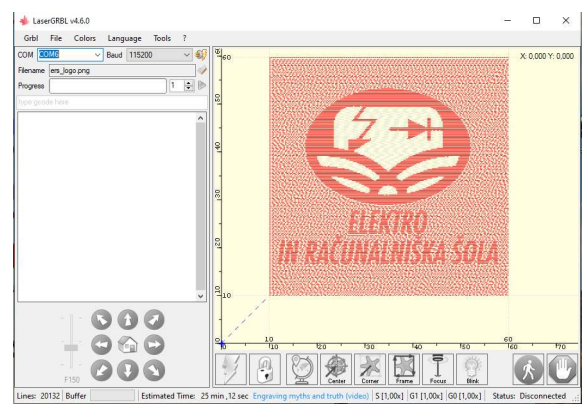 LaserGRBL v4.6.0
Grbl File Colors Language Tools ?
COM COM6 Baud 115200
Filename ers_logo.png
Progress 1
type gcode here
X: 0,000 Y: 0,000
60
50
40
30
20
10
ELEKTRO
IN RAČUNALNIŠKA ŠOLA
10 60
0 10 20 30 40 50 60 70
F150
Center Corner Frame Focus Blink
Lines: 20132 Buffer Estimated Time: 25 min ,12 sec Engraving myths and truth (video) S [1,00x] G1 [1,00x] G0 [1,00x] Status: Disconnected